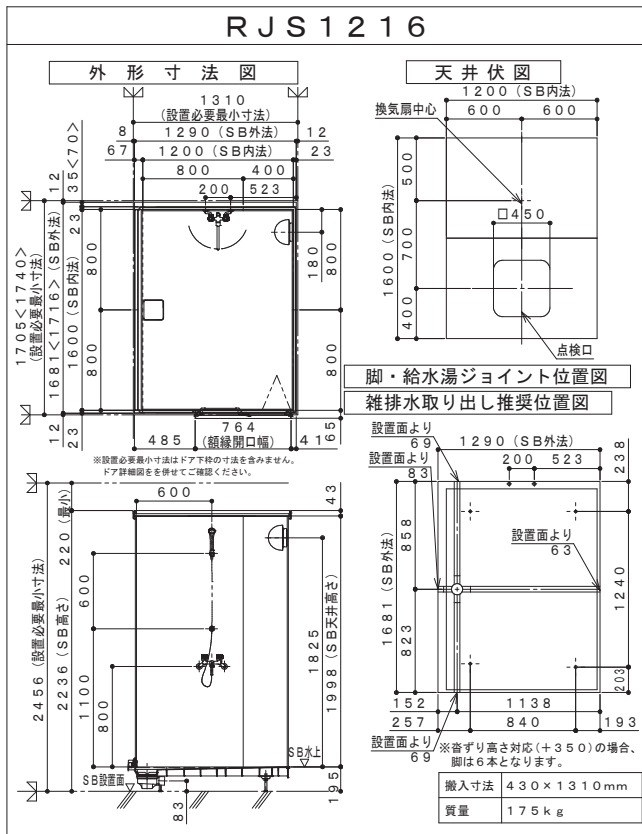 RJS1216
外形寸法図
1310
(設置必要最小寸法)
8 1290(SB外法) 12
67 1200(SB内法) 23
800 400
200 523
12
35<70>
23
1705<1740>
(設置必要最小寸法)
1681<1716>(SB外法)
1600(SB内法)
800
800
180
800
800
12
23
65
764
485 (額縁開口幅) 41
※設置必要最小寸法はドア下枠の寸法を含みません。
ドア詳細図をを併せてご確認ください。
天井伏図
1200(SB内法)
換気扇中心
600 600
500
1600(SB内法)
700
400
口450
点検口
脚・給水湯ジョイント位置図
雑排水取り出し推奨位置図
設置面より
69
1290(SB外法)
200 523
設置面より
83
238
858
1681(SB外法)
823
設置面より
63
1240
203
152 1138
257 840 193
設置面より
69
※沓ずり高さ対応(+350)の場合、
脚は6本となります。
搬入寸法 430×1310mm
質量 175kg
600
43
220(最小)
2456(設置必要最小寸法)
2236(SB高さ)
600
1100
800
1825
1998(SB天井高さ)
SB水上
SB設置面
195
83